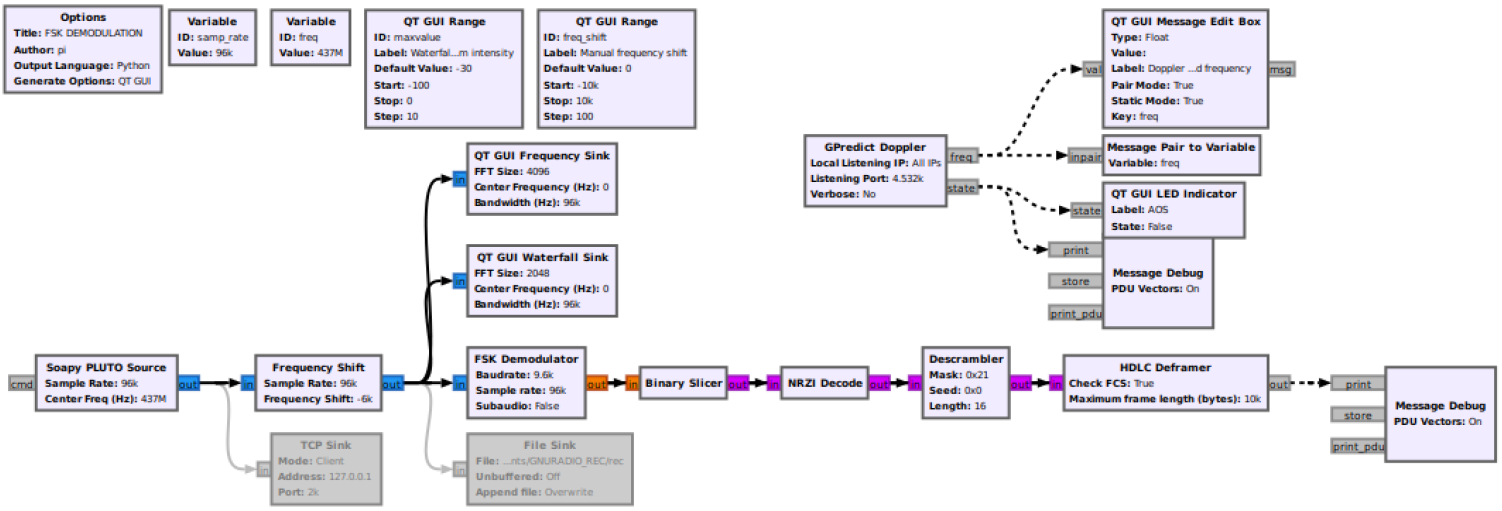 Options
Title: FSK DEMODULATION
Author: pi
Output Language: Python
Generate Options: QT GUI
Variable
ID: samp_rate
Value: 96k
Variable
ID: freq
Value: 437M
QT GUI Range
ID: maxvalue
Label: Waterfal...m intensity
Default Value: -30
Start: -100
Stop: 0
Step: 10
QT GUI Range
ID: freq_shift
Label: Manual frequency shift
Default Value: 0
Start: -10k
Stop: 10k
Step: 100
QT GUI Message Edit Box
Type: Float
Value:
Label: Doppler ...d frequency
Pair Mode: True
Static Mode: True
Key: freq
val
msg
GPredict Doppler
Local Listening IP: All IPs
Listening Port: 4.532k
Verbose: No
freq
state
inpair
Message Pair to Variable
Variable: freq
state
QT GUI LED Indicator
Label: AOS
State: False
print
store
print_pdu
Message Debug
PDU Vectors: On
in
QT GUI Frequency Sink
FFT Size: 4096
Center Frequency (Hz): 0
Bandwidth (Hz): 96k
in
QT GUI Waterfall Sink
FFT Size: 2048
Center Frequency (Hz): 0
Bandwidth (Hz): 96k
cmd
Soapy PLUTO Source
Sample Rate: 96k
Center Freq (Hz): 437M
out
in
Frequency Shift
Sample Rate: 96k
Frequency Shift: -6k
out
in
FSK Demodulator
Baudrate: 9.6k
Sample rate: 96k
Subaudio: False
out
in
Binary Slicer
out
in
NRZI Decode
out
in
Descrambler
Mask: 0x21
Seed: 0x0
Length: 16
out
in
HDLC Deframer
Check FCS: True
Maximum frame length (bytes): 10k
out
print
store
print_pdu
Message Debug
PDU Vectors: On
in
TCP Sink
Mode: Client
Address: 127.0.0.1
Port: 2k
in
File Sink
File: ...nts/GNURADIO_REC/rec
Unbuffered: Off
Append file: Overwrite